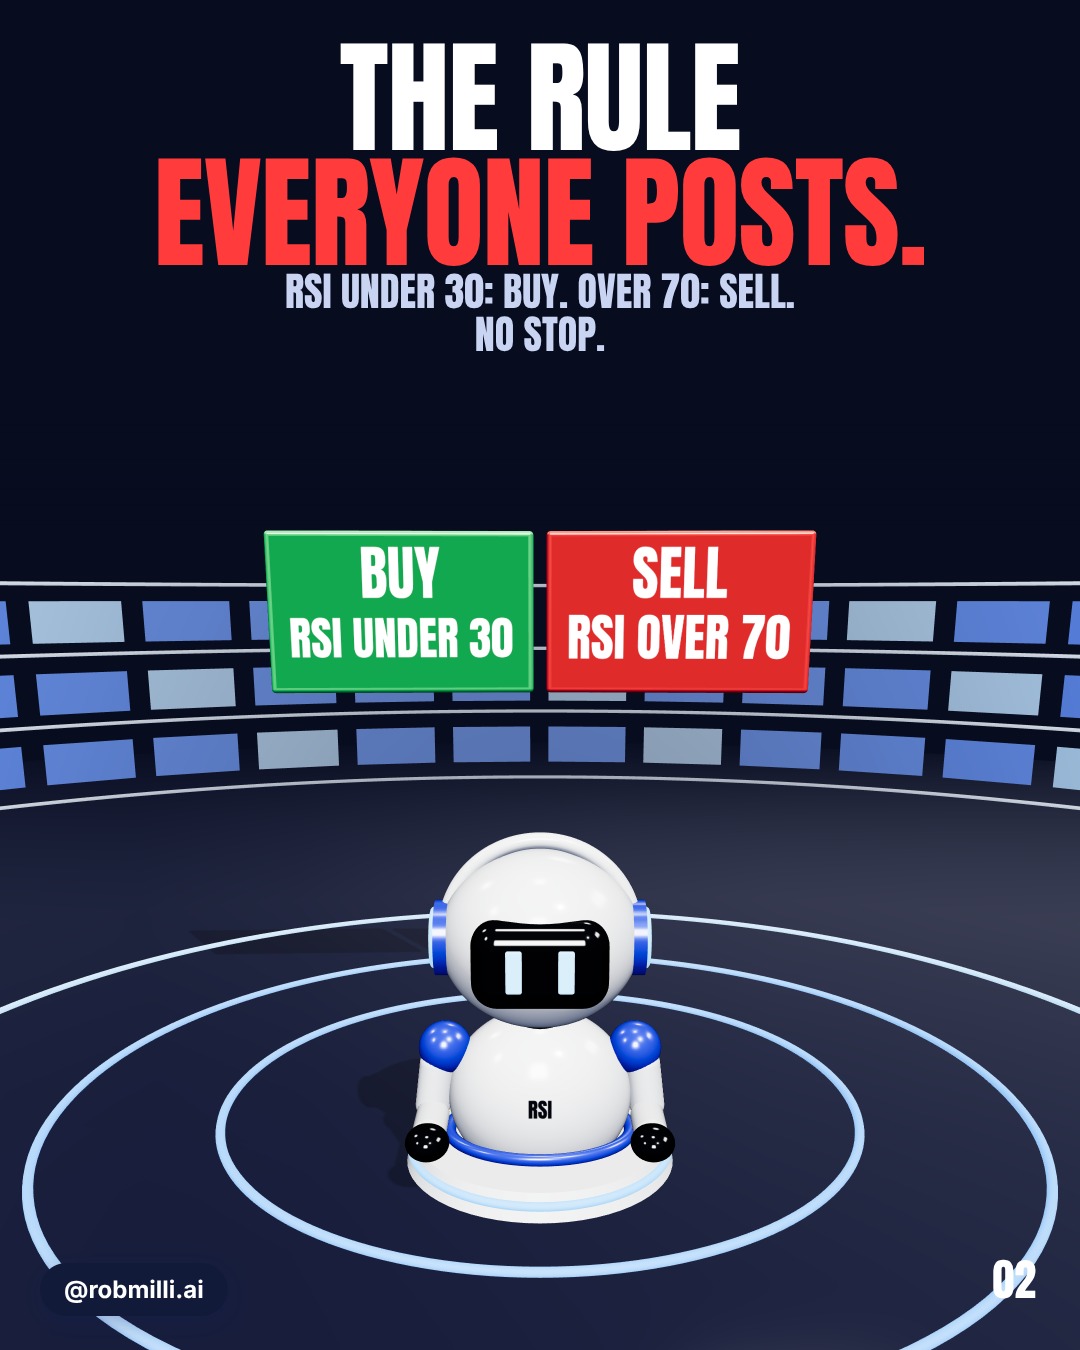 THE RULE
EVERYONE POSTS.
RSI UNDER 30: BUY. OVER 70: SELL.
NO STOP.
BUY
RSI UNDER 30
SELL
RSI OVER 70
RSI
@robmilli.ai
02